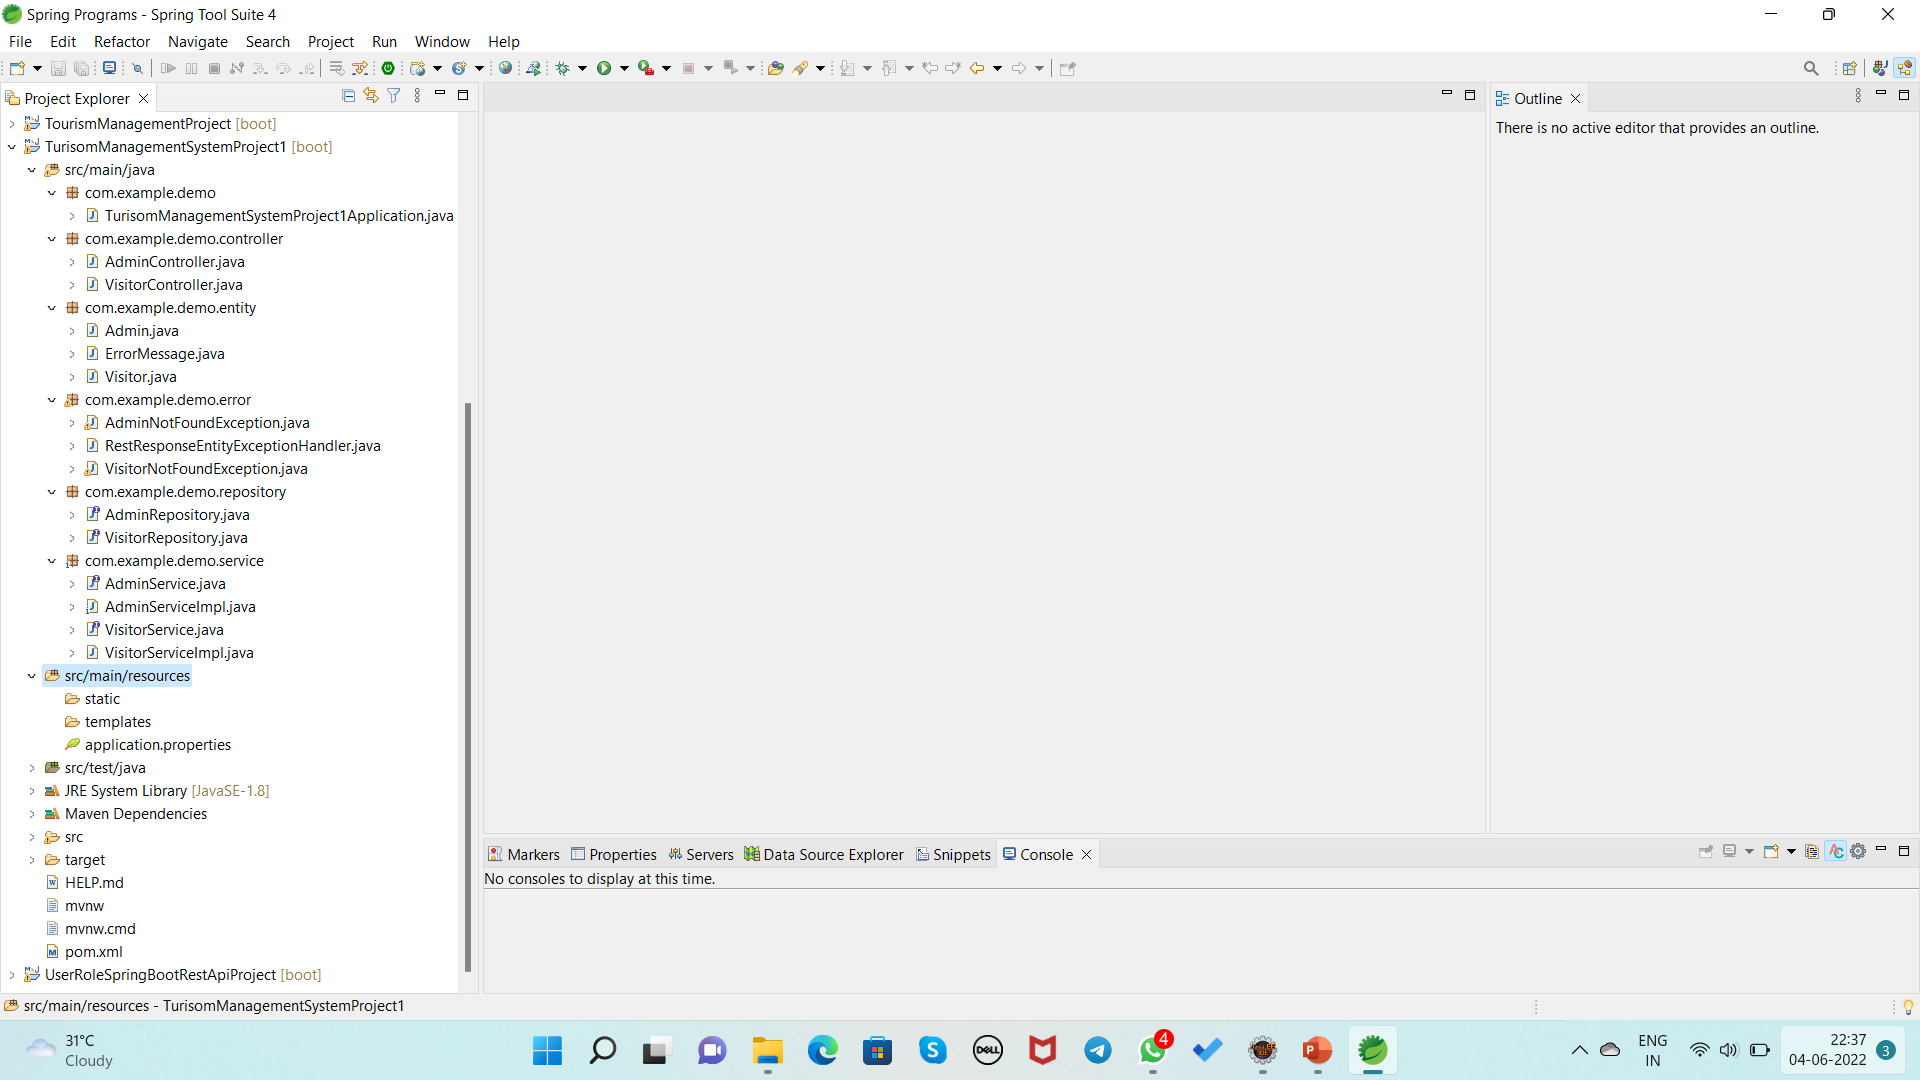 Spring Programs - Spring Tool Suite 4
File Edit Refactor Navigate Search Project Run Window Help
Project Explorer
TourismManagementProject [boot]
TurisomManagementSystemProject1 [boot]
src/main/java
com.example.demo
TurisomManagementSystemProject1Application.java
com.example.demo.controller
AdminController.java
VisitorController.java
com.example.demo.entity
Admin.java
ErrorMessage.java
Visitor.java
com.example.demo.error
AdminNotFoundException.java
RestResponseEntityExceptionHandler.java
VisitorNotFoundException.java
com.example.demo.repository
AdminRepository.java
VisitorRepository.java
com.example.demo.service
AdminService.java
AdminServiceImpl.java
VisitorService.java
VisitorServiceImpl.java
src/main/resources
static
templates
application.properties
src/test/java
JRE System Library [JavaSE-1.8]
Maven Dependencies
src
target
HELP.md
mvnw
mvnw.cmd
pom.xml
UserRoleSpringBootRestApiProject [boot]
Outline
There is no active editor that provides an outline.
Markers Properties Servers Data Source Explorer Snippets Console
No consoles to display at this time.
src/main/resources - TurisomManagementSystemProject1
31°C
Cloudy
DELL
4
ENG
IN
22:37
04-06-2022
3